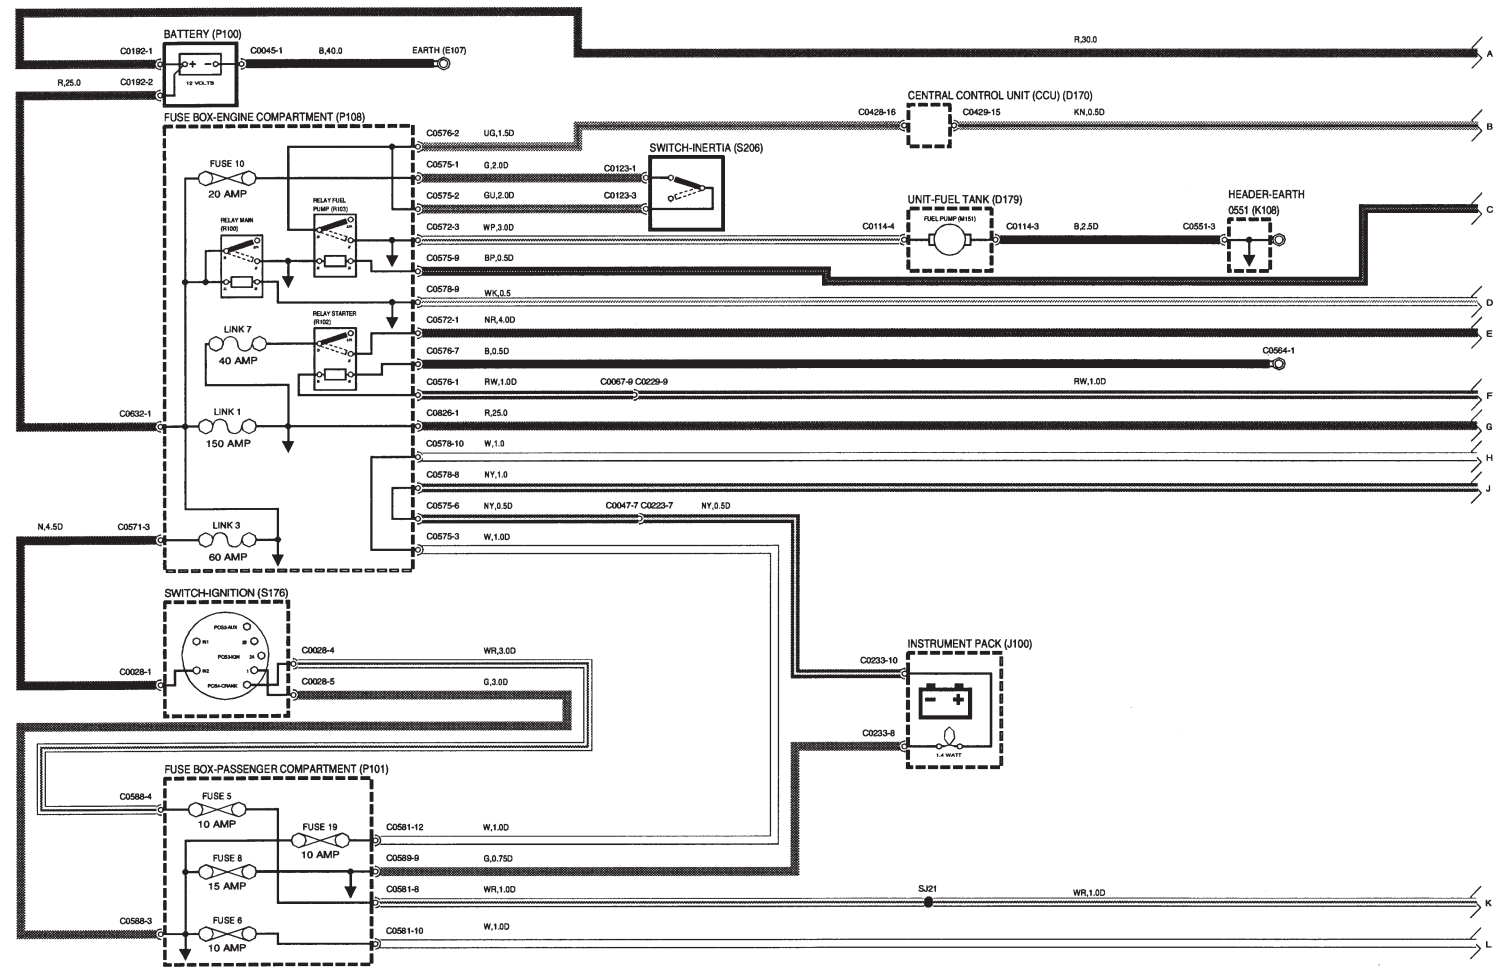 BATTERY (P100)
C0192-1
C0045-1
B,40.0
EARTH (E107)
R,30.0
A
R,25.0
C0192-2
+ -
12 VOLTS
CENTRAL CONTROL UNIT (CCU) (D170)
C0428-16
C0429-15
KN,0.5D
B
FUSE BOX-ENGINE COMPARTMENT (P108)
C0576-2
UG,1.5D
SWITCH-INERTIA (S206)
FUSE 10
20 AMP
C0575-1
G,2.0D
C0123-1
C0575-2
GU,2.0D
C0123-3
RELAY FUEL
PUMP (R103)
RELAY MAIN
(R100)
UNIT-FUEL TANK (D179)
FUEL PUMP (M151)
HEADER-EARTH
0551 (K108)
C
C0572-3
WP,3.0D
C0114-4
C0114-3
B,2.5D
C0551-3
C0575-9
BP,0.5D
C0578-9
WK,0.5
D
RELAY STARTER
(R102)
LINK 7
40 AMP
C0572-1
NR,4.0D
E
C0576-7
B,0.5D
C0564-1
C0576-1
RW,1.0D
C0067-9 C0229-9
RW,1.0D
F
C0632-1
LINK 1
150 AMP
C0826-1
R,25.0
G
C0578-10
W,1.0
H
C0578-8
NY,1.0
J
C0575-6
NY,0.5D
C0047-7 C0223-7
NY,0.5D
N,4.5D
C0571-3
LINK 3
60 AMP
C0575-3
W,1.0D
SWITCH-IGNITION (S176)
POS2-AUX
IN1
POS3-IGN
2A
IN2
1
POS4-CRANK
C0028-1
C0028-4
WR,3.0D
C0028-5
G,3.0D
INSTRUMENT PACK (J100)
C0233-10
- +
C0233-8
1.4 WATT
FUSE BOX-PASSENGER COMPARTMENT (P101)
C0588-4
FUSE 5
10 AMP
FUSE 19
10 AMP
C0581-12
W,1.0D
FUSE 8
15 AMP
C0589-9
G,0.75D
C0581-8
WR,1.0D
SJ21
WR,1.0D
K
C0588-3
FUSE 6
10 AMP
C0581-10
W,1.0D
L